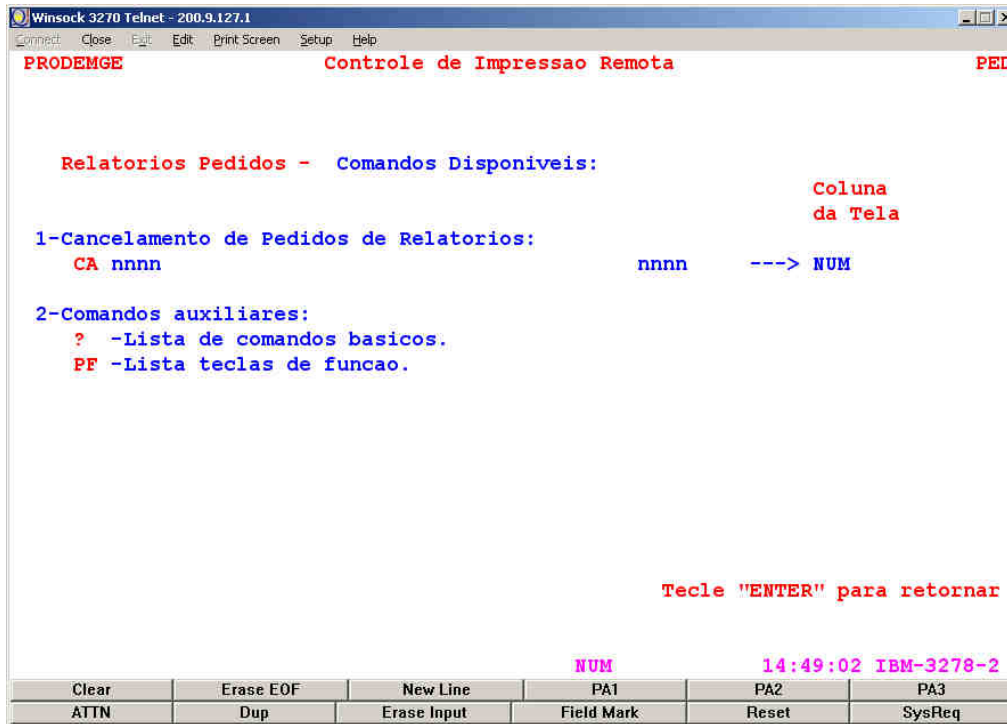 Winsock 3270 Telnet - 200.9.127.1
Connect Close Exit Edit Print Screen Setup Help
PRODEMGE Controle de Impressao Remota PED
Relatorios Pedidos - Comandos Disponiveis:
Coluna
da Tela
1-Cancelamento de Pedidos de Relatorios:
CA nnnn nnnn ---> NUM
2-Comandos auxiliares:
? -Lista de comandos basicos.
PF -Lista teclas de funcao.
Tecle "ENTER" para retornar
NUM 14:49:02 IBM-3278-2
Clear Erase EOF New Line PA1 PA2 PA3
ATTN Dup Erase Input Field Mark Reset SysReq